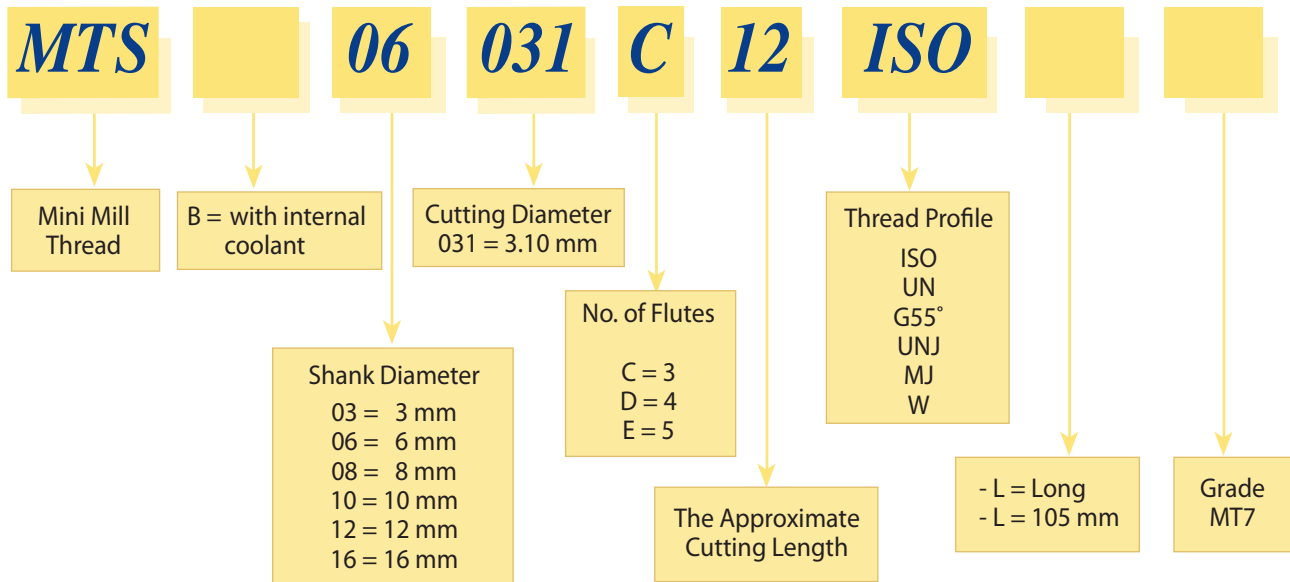 MTS 06 031 C 12 ISO
Mini Mill
Thread
B = with internal
coolant
Shank Diameter
03 = 3 mm
06 = 6 mm
08 = 8 mm
10 = 10 mm
12 = 12 mm
16 = 16 mm
Cutting Diameter
031 = 3.10 mm
No. of Flutes
C = 3
D = 4
E = 5
The Approximate
Cutting Length
Thread Profile
ISO
UN
G55°
UNJ
MJ
W
- L = Long
- L = 105 mm
Grade
MT7